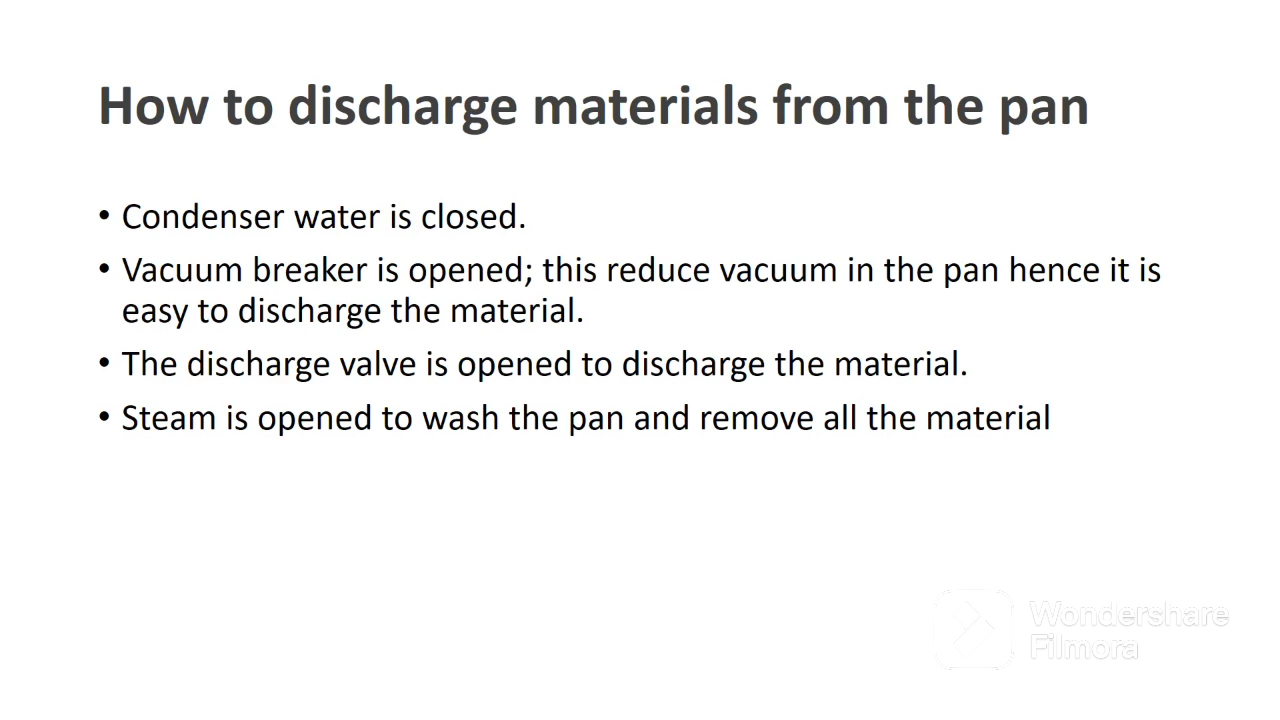 How to discharge materials from the pan
• Condenser water is closed.
• Vacuum breaker is opened; this reduce vacuum in the pan hence it is
easy to discharge the material.
• The discharge valve is opened to discharge the material.
• Steam is opened to wash the pan and remove all the material
Wondershare
Filmora